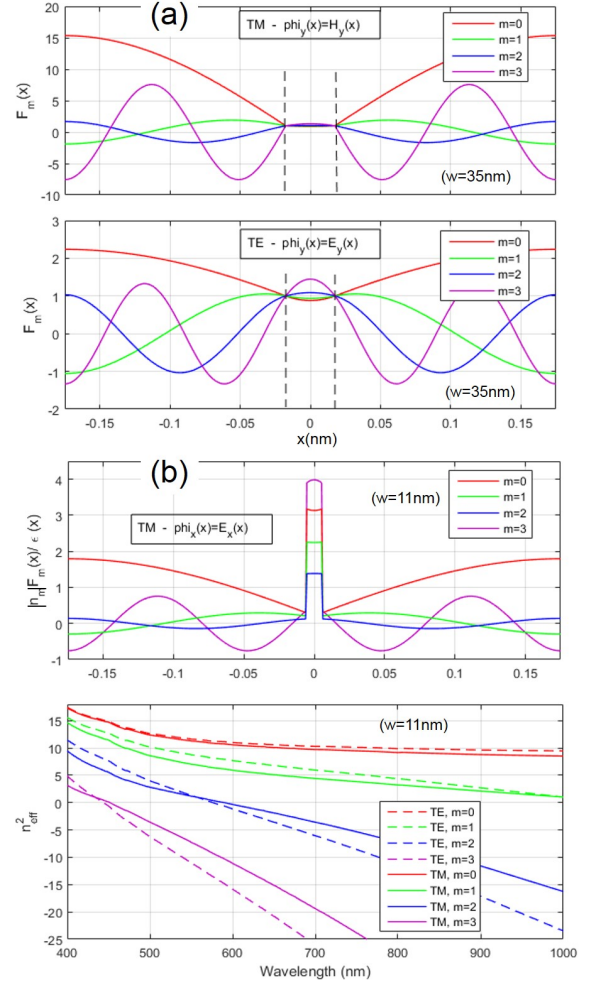 (a)
TM - phi_y(x)=H_y(x)
m=0
m=1
m=2
m=3
20
15
10
5
0
-5
-10
F_m(x)
(w=35nm)
TE - phi_y(x)=E_y(x)
m=0
m=1
m=2
m=3
3
2
1
0
-1
-2
F_m(x)
(w=35nm)
-0.15
-0.1
-0.05
0
0.05
0.1
0.15
x(nm)
(b)
TM - phi_x(x)=E_x(x)
(w=11nm)
m=0
m=1
m=2
m=3
4
3
2
1
0
-1
|n_m|F_m(x)/ ε (x)
-0.15
-0.1
-0.05
0
0.05
0.1
0.15
(w=11nm)
15
10
5
0
-5
-10
-15
-20
-25
n²_eff
TE, m=0
TE, m=1
TE, m=2
TE, m=3
TM, m=0
TM, m=1
TM, m=2
TM, m=3
400
500
600
700
800
900
1000
Wavelength (nm)